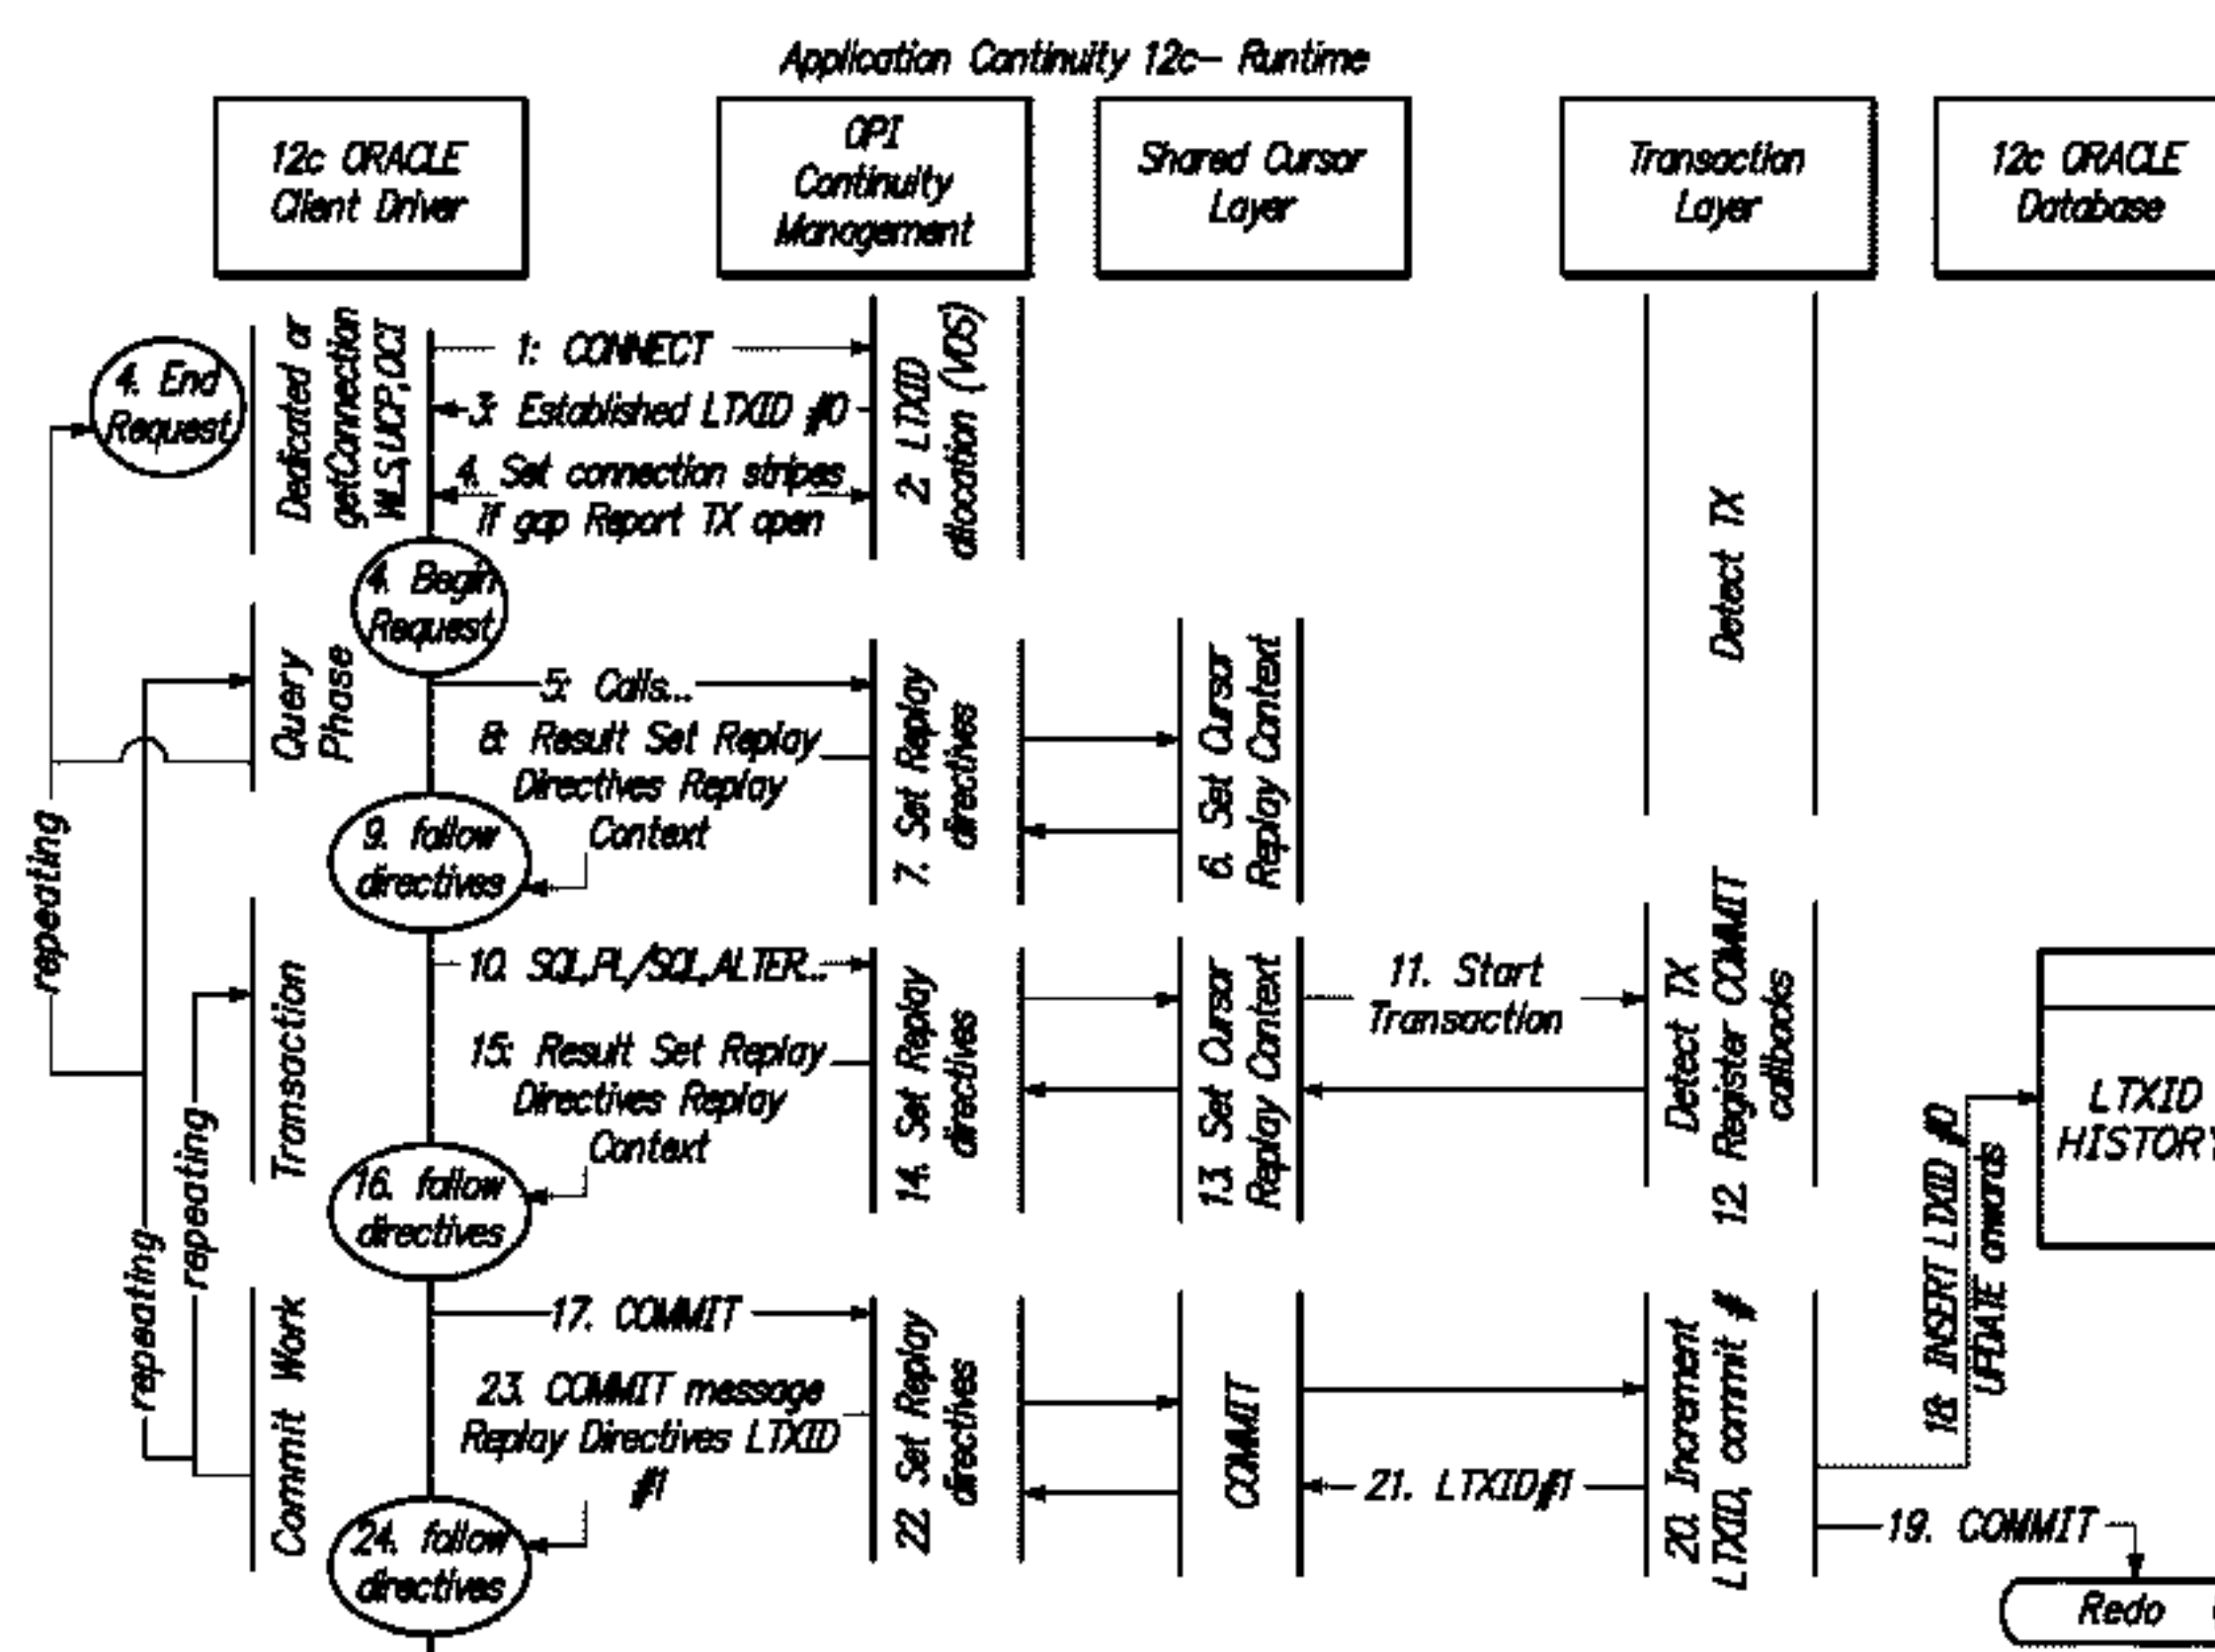 Application Continuity 12c- Runtime
12c ORACLE
Client Driver
OPI
Continuity
Management
Shared Cursor
Layer
Transaction
Layer
12c ORACLE
Database
4. End
Request
Dedicated or
getConnection
WLS,UCP,OCI
1: CONNECT
3: Established LTXID #0
4. Set connection stripes
if gap Report TX open
2: LTXID
allocation (VOS)
Detect TX
4. Begin
Request
Query
Phase
5: Calls...
8: Result Set Replay
Directives Replay
Context
7. Set Replay
directives
6. Set Cursor
Replay Context
9. follow
directives
repeating
Transaction
10. SQL,PL/SQL,ALTER...
15: Result Set Replay
Directives Replay
Context
14. Set Replay
directives
13. Set Cursor
Replay Context
11. Start
Transaction
Detect TX
12. Register COMMIT
callbacks
LTXID
HISTORY
16. follow
directives
repeating
repeating
Commit Work
17. COMMIT
23. COMMIT message
Replay Directives LTXID
#1
22. Set Replay
directives
COMMIT
21. LTXID#1
20. Increment
LTXID, commit #
18: INSERT LTXID #0
UPDATE onwards
19. COMMIT
Redo
24. follow
directives